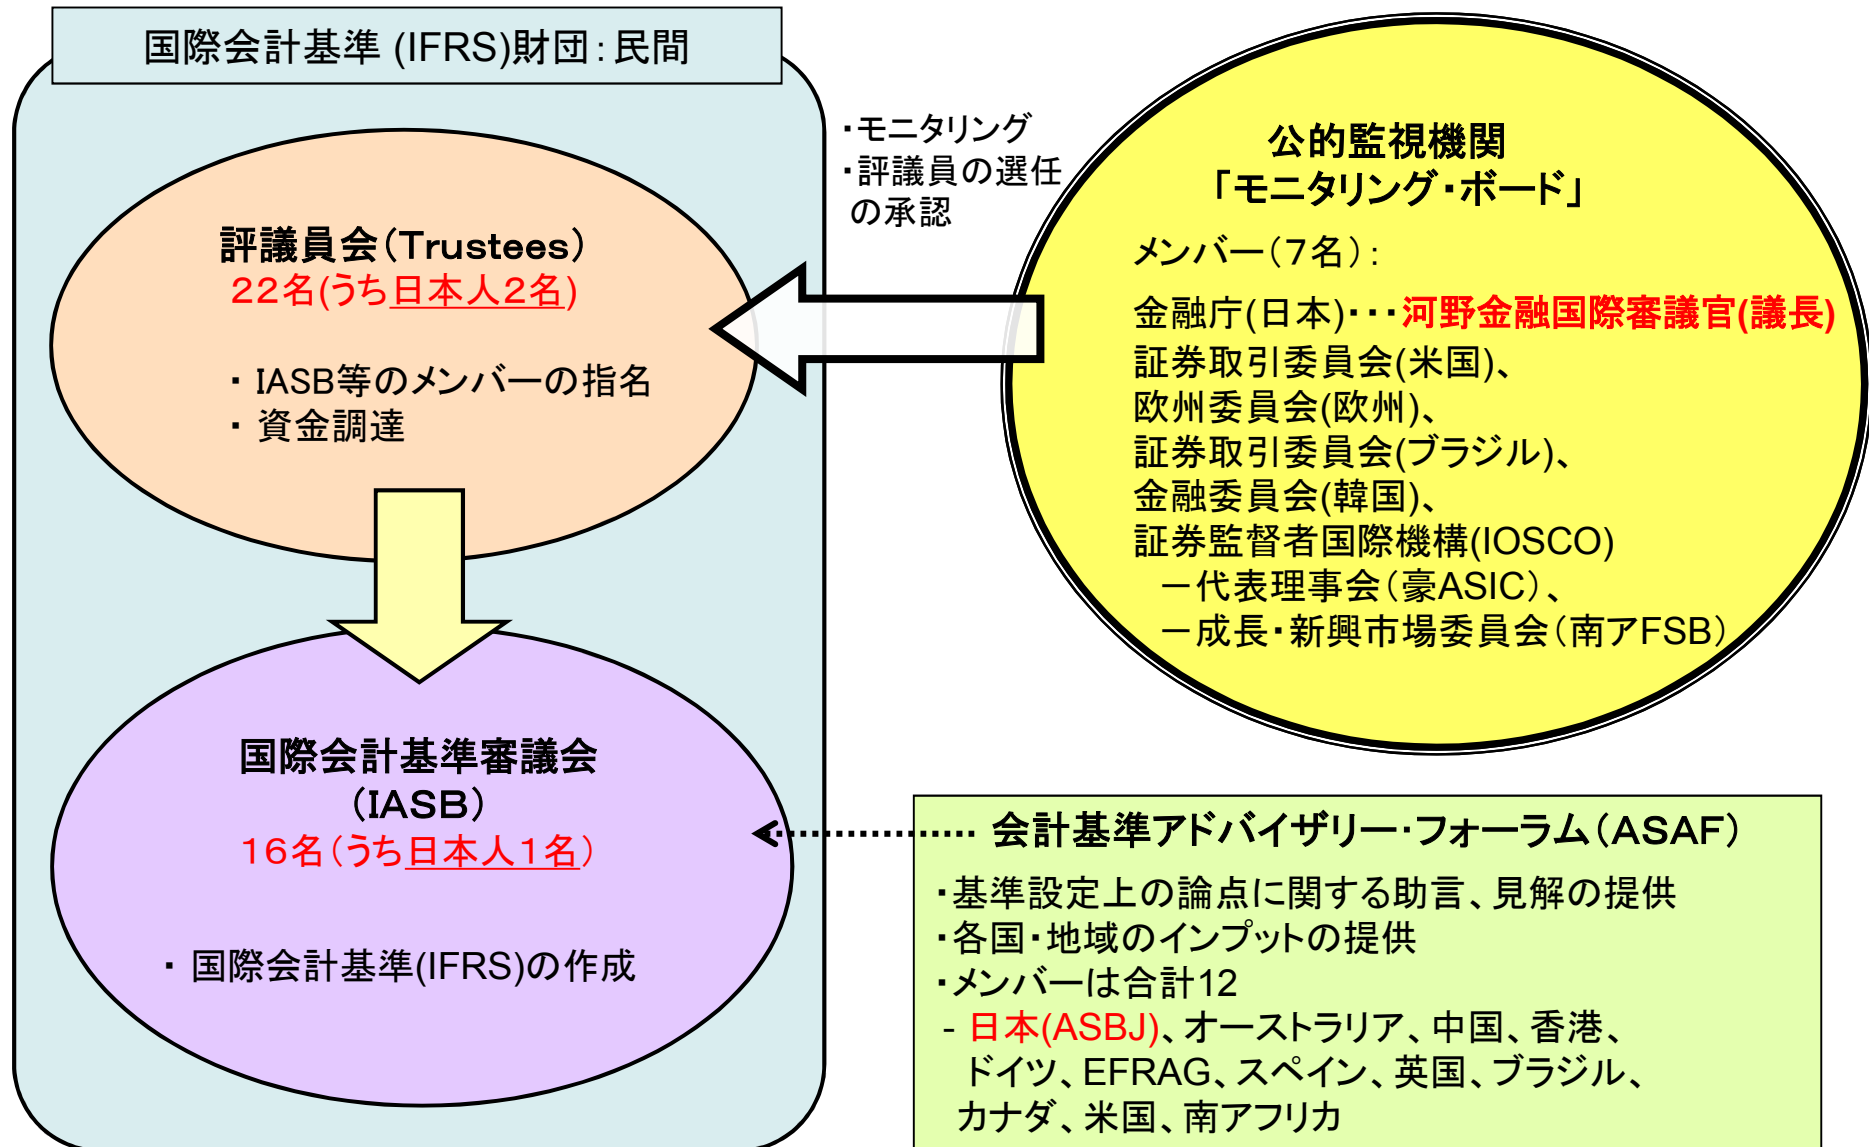 国際会計基準 (IFRS)財団：民間
評議員会（Trustees）
２２名(うち日本人２名)
・ IASB等のメンバーの指名
・ 資金調達
国際会計基準審議会
（IASB）
１６名（うち日本人１名）
・ 国際会計基準(IFRS)の作成
・モニタリング
・評議員の選任
の承認
公的監視機関
「モニタリング・ボード」
メンバー（７名）：
金融庁(日本)・・・河野金融国際審議官(議長)
証券取引委員会(米国)、
欧州委員会(欧州)、
証券取引委員会(ブラジル)、
金融委員会(韓国)、
証券監督者国際機構(IOSCO)
－代表理事会（豪ASIC）、
－成長・新興市場委員会（南アFSB）
会計基準アドバイザリー・フォーラム（ASAF）
・基準設定上の論点に関する助言、見解の提供
・各国・地域のインプットの提供
・メンバーは合計12
- 日本(ASBJ)、オーストラリア、中国、香港、
ドイツ、EFRAG、スペイン、英国、ブラジル、
カナダ、米国、南アフリカ